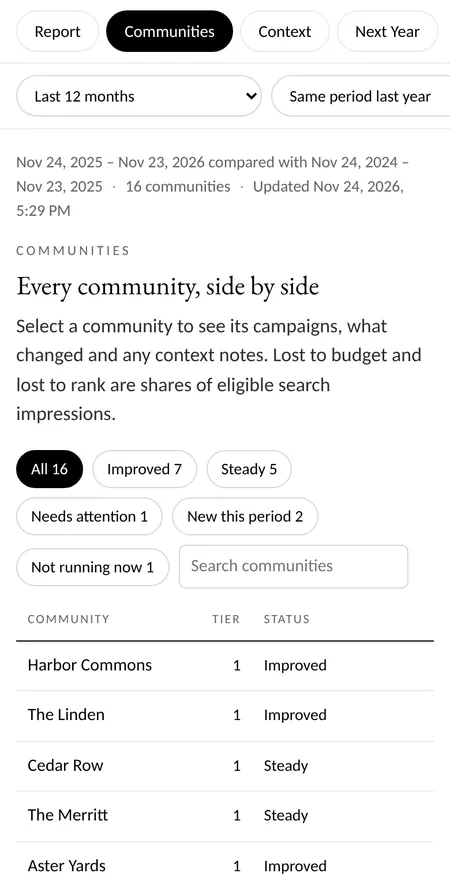 Report Communities Context Next Year
Last 12 months Same period last year
Nov 24, 2025 – Nov 23, 2026 compared with Nov 24, 2024 –
Nov 23, 2025 · 16 communities · Updated Nov 24, 2026,
5:29 PM
COMMUNITIES
Every community, side by side
Select a community to see its campaigns, what
changed and any context notes. Lost to budget and
lost to rank are shares of eligible search
impressions.
All 16 Improved 7 Steady 5
Needs attention 1 New this period 2
Not running now 1 Search communities
COMMUNITY TIER STATUS
Harbor Commons 1 Improved
The Linden 1 Improved
Cedar Row 1 Steady
The Merritt 1 Steady
Aster Yards 1 Improved